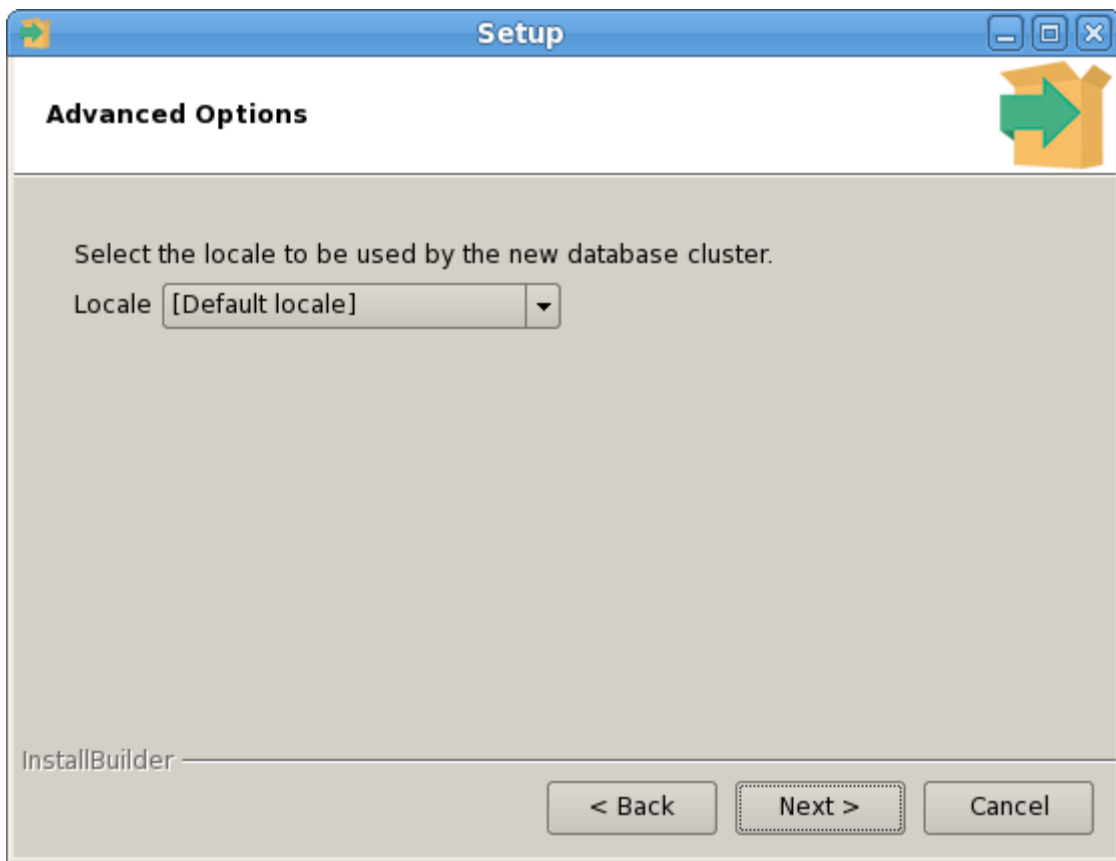 Setup
Advanced Options
Select the locale to be used by the new database cluster.
Locale [Default locale]
InstallBuilder
< Back Next > Cancel